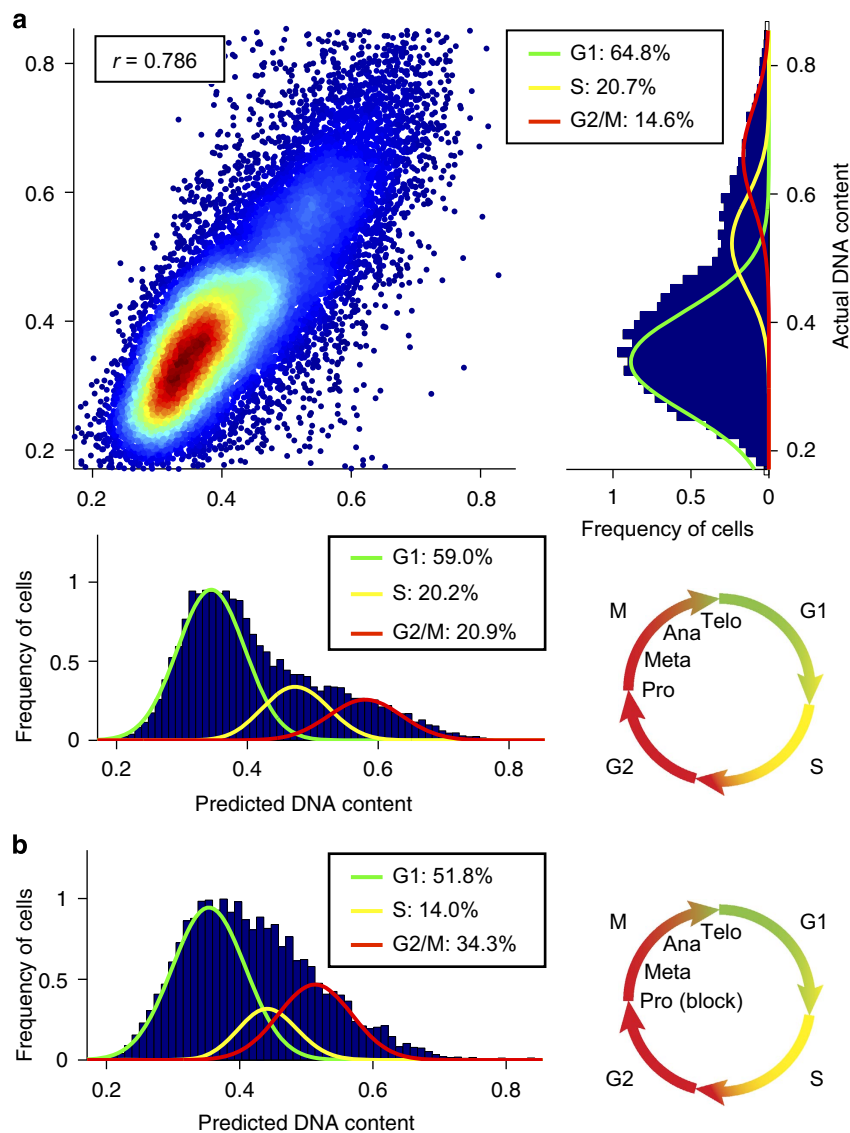 a
r = 0.786
G1: 64.8%
S: 20.7%
G2/M: 14.6%
0.8
0.6
0.4
0.2
0.2
0.4
0.6
0.8
0.8
0.6
0.4
0.2
Actual DNA content
1
0.5
0
Frequency of cells
G1: 59.0%
S: 20.2%
G2/M: 20.9%
1
0.5
0
Frequency of cells
0.2
0.4
0.6
0.8
Predicted DNA content
M
G1
Telo
Ana
Meta
Pro
G2
S
b
G1: 51.8%
S: 14.0%
G2/M: 34.3%
1
0.5
0
Frequency of cells
0.2
0.4
0.6
0.8
Predicted DNA content
M
G1
Telo
Ana
Meta
Pro (block)
G2
S